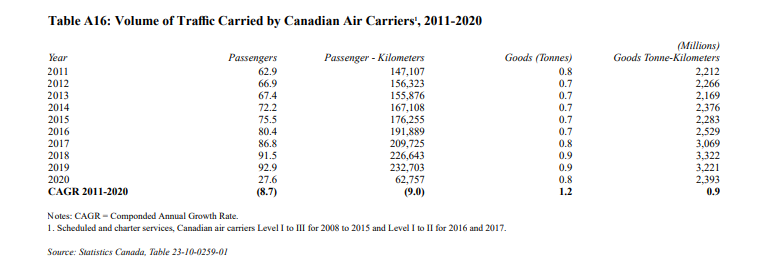 Table A16: Volume of Traffic Carried by Canadian Air Carriers¹, 2011-2020
(Millions)
Year Passengers Passenger - Kilometers Goods (Tonnes) Goods Tonne-Kilometers
2011 62.9 147,107 0.8 2,212
2012 66.9 156,323 0.7 2,266
2013 67.4 155,876 0.7 2,169
2014 72.2 167,108 0.7 2,376
2015 75.5 176,255 0.7 2,283
2016 80.4 191,889 0.7 2,529
2017 86.8 209,725 0.8 3,069
2018 91.5 226,643 0.9 3,322
2019 92.9 232,703 0.9 3,221
2020 27.6 62,757 0.8 2,393
CAGR 2011-2020 (8.7) (9.0) 1.2 0.9
Notes: CAGR = Componded Annual Growth Rate.
1. Scheduled and charter services, Canadian air carriers Level I to III for 2008 to 2015 and Level I to II for 2016 and 2017.
Source: Statistics Canada, Table 23-10-0259-01